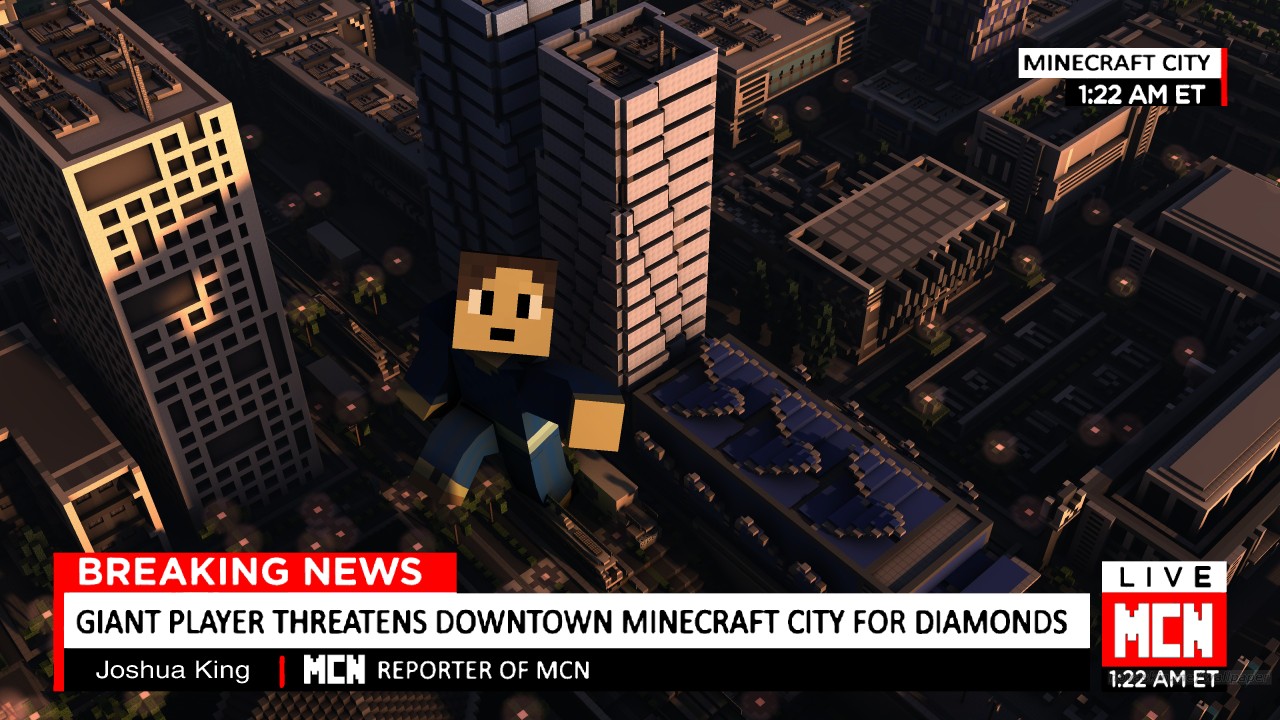 MINECRAFT CITY
1:22 AM ET
BREAKING NEWS
GIANT PLAYER THREATENS DOWNTOWN MINECRAFT CITY FOR DIAMONDS
Joshua King | MCN REPORTER OF MCN
LIVE
MCN
1:22 AM ET